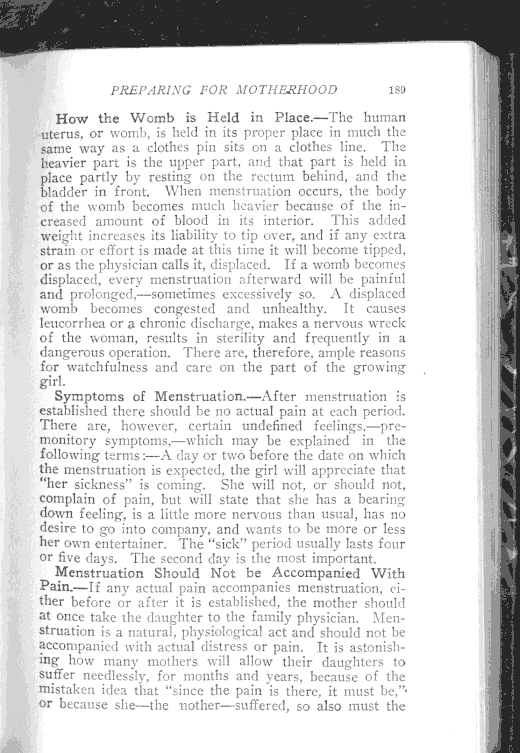 PREPARING FOR MOTHERHOOD 189
How the Womb is Held in Place.—The human
uterus, or womb, is held in its proper place in much the
same way as a clothes pin sits on a clothes line. The
heavier part is the upper part, and that part is held in
place partly by resting on the rectum behind, and the
bladder in front. When menstruation occurs, the body
of the womb becomes much heavier because of the in-
creased amount of blood in its interior. This added
weight increases its liability to tip over, and if any extra
strain or effort is made at this time it will become tipped,
or as the physician calls it, displaced. If a womb becomes
displaced, every menstruation afterward will be painful
and prolonged,—sometimes excessively so. A displaced
womb becomes congested and unhealthy. It causes
leucorrhea or a chronic discharge, makes a nervous wreck
of the woman, results in sterility and frequently in a
dangerous operation. There are, therefore, ample reasons
for watchfulness and care on the part of the growing
girl.
Symptoms of Menstruation.—After menstruation is
established there should be no actual pain at each period.
There are, however, certain undefined feelings,—pre-
monitory symptoms,—which may be explained in the
following terms:—A day or two before the date on which
the menstruation is expected, the girl will appreciate that
"her sickness" is coming. She will not, or should not,
complain of pain, but will state that she has a bearing
down feeling, is a little more nervous than usual, has no
desire to go into company, and wants to be more or less
her own entertainer. The "sick" period usually lasts four
or five days. The second day is the most important.
Menstruation Should Not be Accompanied With
Pain.—If any actual pain accompanies menstruation, ei-
ther before or after it is established, the mother should
at once take the daughter to the family physician. Men-
struation is a natural, physiological act and should not be
accompanied with actual distress or pain. It is astonish-
ing how many mothers will allow their daughters to
suffer needlessly, for months and years, because of the
mistaken idea that "since the pain is there, it must be,"
or because she—the mother—suffered, so also must the